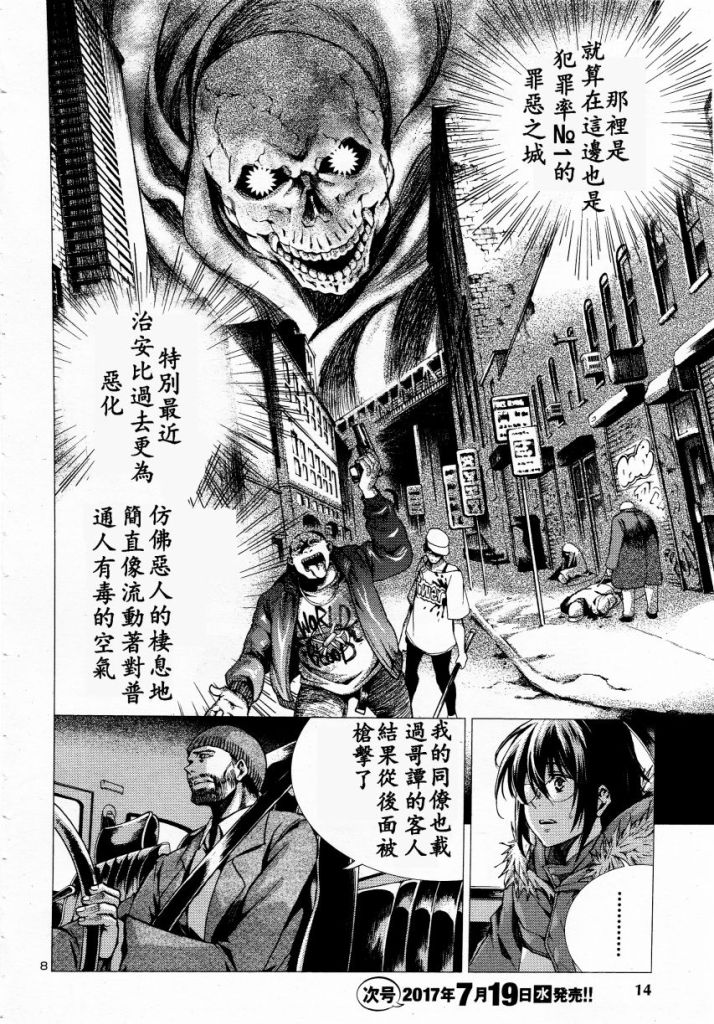 那裡是
就算在這邊也是
犯罪率№1的
罪惡之城
特別最近
治安比過去更為
惡化
仿佛惡人的棲息地
簡直像流動著對普
通人有毒的空氣
WORLD
我的同僚也載
過哥譚的客人
結果從後面被
槍擊了
…………
8
次号 2017年7月19日水発売!!
14